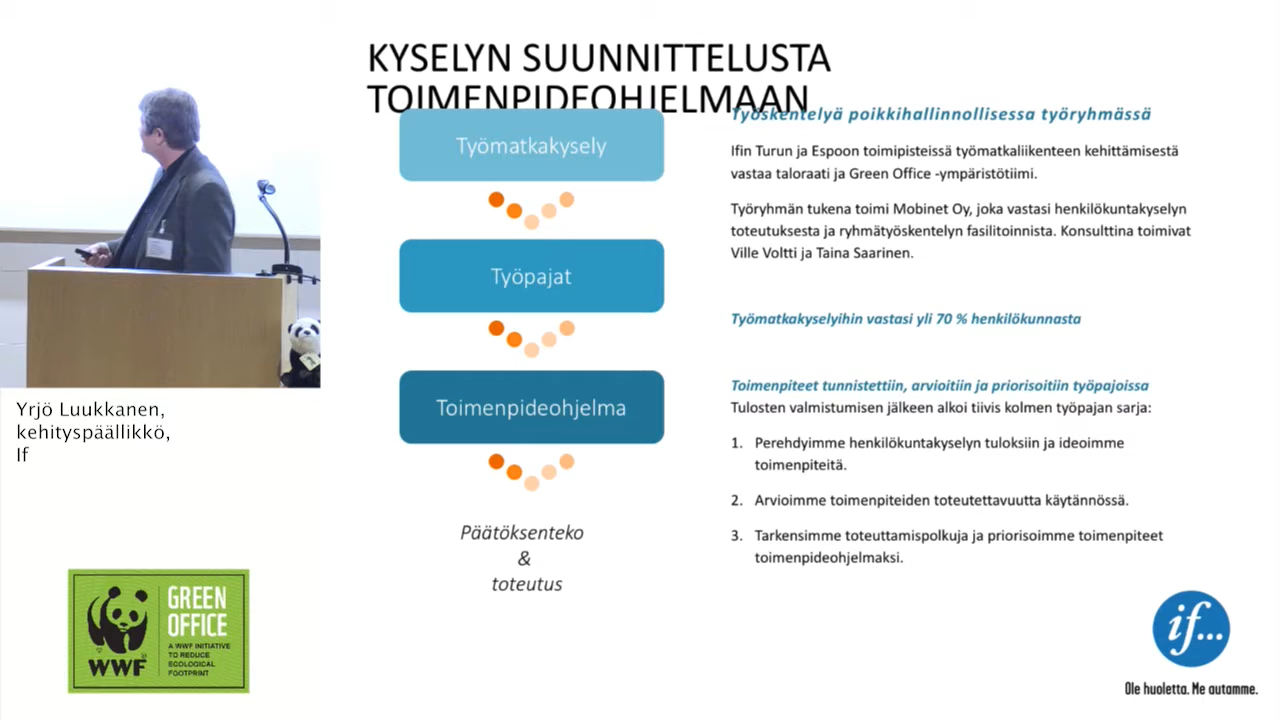 KYSELYN SUUNNITTELUSTA
TOIMENPIDEOHJELMAAN
Työmatkakysely
Työpajat
Toimenpideohjelma
Päätöksenteko
&
toteutus
Työskentelyä poikkihallinnollisessa työryhmässä
Ifin Turun ja Espoon toimipisteissä työmatkaliikenteen kehittämisestä
vastaa taloraati ja Green Office -ympäristötiimi.
Työryhmän tukena toimi Mobinet Oy, joka vastasi henkilökuntakyselyn
toteutuksesta ja ryhmätyöskentelyn fasilitoinnista. Konsulttina toimivat
Ville Voltti ja Taina Saarinen.
Työmatkakyselyihin vastasi yli 70 % henkilökunnasta
Toimenpiteet tunnistettiin, arvioitiin ja priorisoitiin työpajoissa
Tulosten valmistumisen jälkeen alkoi tiivis kolmen työpajan sarja:
1. Perehdyimme henkilökuntakyselyn tuloksiin ja ideoimme
toimenpiteitä.
2. Arvioimme toimenpiteiden toteutettavuutta käytännössä.
3. Tarkensimme toteuttamispolkuja ja priorisoimme toimenpiteet
toimenpideohjelmaksi.
Yrjö Luukkanen,
kehityspäällikkö,
If
WWF
GREEN
OFFICE
A WWF INITIATIVE
TO REDUCE
ECOLOGICAL
FOOTPRINT
if...
Ole huoletta. Me autamme.